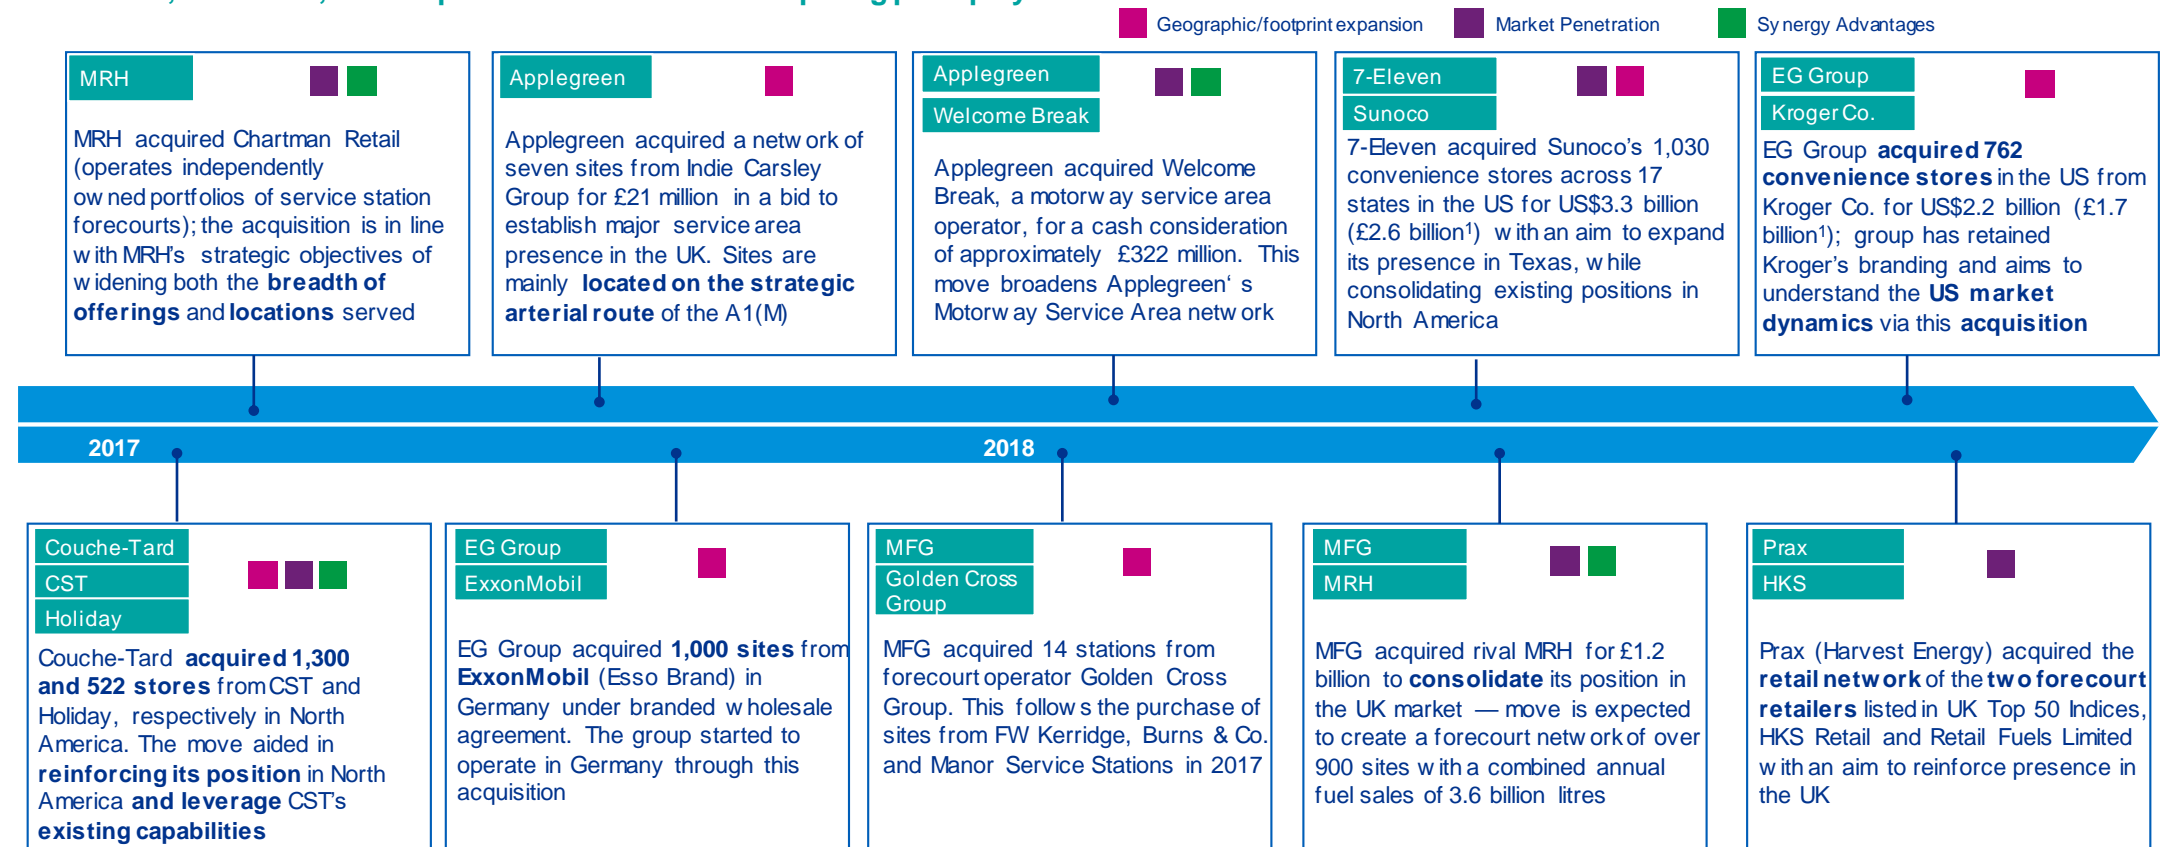 Geographic/footprint expansion
Market Penetration
Synergy Advantages
MRH
MRH acquired Chartman Retail
(operates independently
owned portfolios of service station
forecourts); the acquisition is in line
with MRH's strategic objectives of
widening both the breadth of
offerings and locations served
Applegreen
Applegreen acquired a network of
seven sites from Indie Carsley
Group for £21 million in a bid to
establish major service area
presence in the UK. Sites are
mainly located on the strategic
arterial route of the A1(M)
Applegreen
Welcome Break
Applegreen acquired Welcome
Break, a motorway service area
operator, for a cash consideration
of approximately £322 million. This
move broadens Applegreen' s
Motorway Service Area network
7-Eleven
Sunoco
7-Eleven acquired Sunoco's 1,030
convenience stores across 17
states in the US for US$3.3 billion
(£2.6 billion¹) with an aim to expand
its presence in Texas, while
consolidating existing positions in
North America
EG Group
Kroger Co.
EG Group acquired 762
convenience stores in the US from
Kroger Co. for US$2.2 billion (£1.7
billion¹); group has retained
Kroger's branding and aims to
understand the US market
dynamics via this acquisition
2017
2018
Couche-Tard
CST
Holiday
Couche-Tard acquired 1,300
and 522 stores from CST and
Holiday, respectively in North
America. The move aided in
reinforcing its position in North
America and leverage CST's
existing capabilities
EG Group
ExxonMobil
EG Group acquired 1,000 sites from
ExxonMobil (Esso Brand) in
Germany under branded wholesale
agreement. The group started to
operate in Germany through this
acquisition
MFG
Golden Cross
Group
MFG acquired 14 stations from
forecourt operator Golden Cross
Group. This follows the purchase of
sites from FW Kerridge, Burns & Co.
and Manor Service Stations in 2017
MFG
MRH
MFG acquired rival MRH for £1.2
billion to consolidate its position in
the UK market — move is expected
to create a forecourt network of over
900 sites with a combined annual
fuel sales of 3.6 billion litres
Prax
HKS
Prax (Harvest Energy) acquired the
retail network of the two forecourt
retailers listed in UK Top 50 Indices,
HKS Retail and Retail Fuels Limited
with an aim to reinforce presence in
the UK